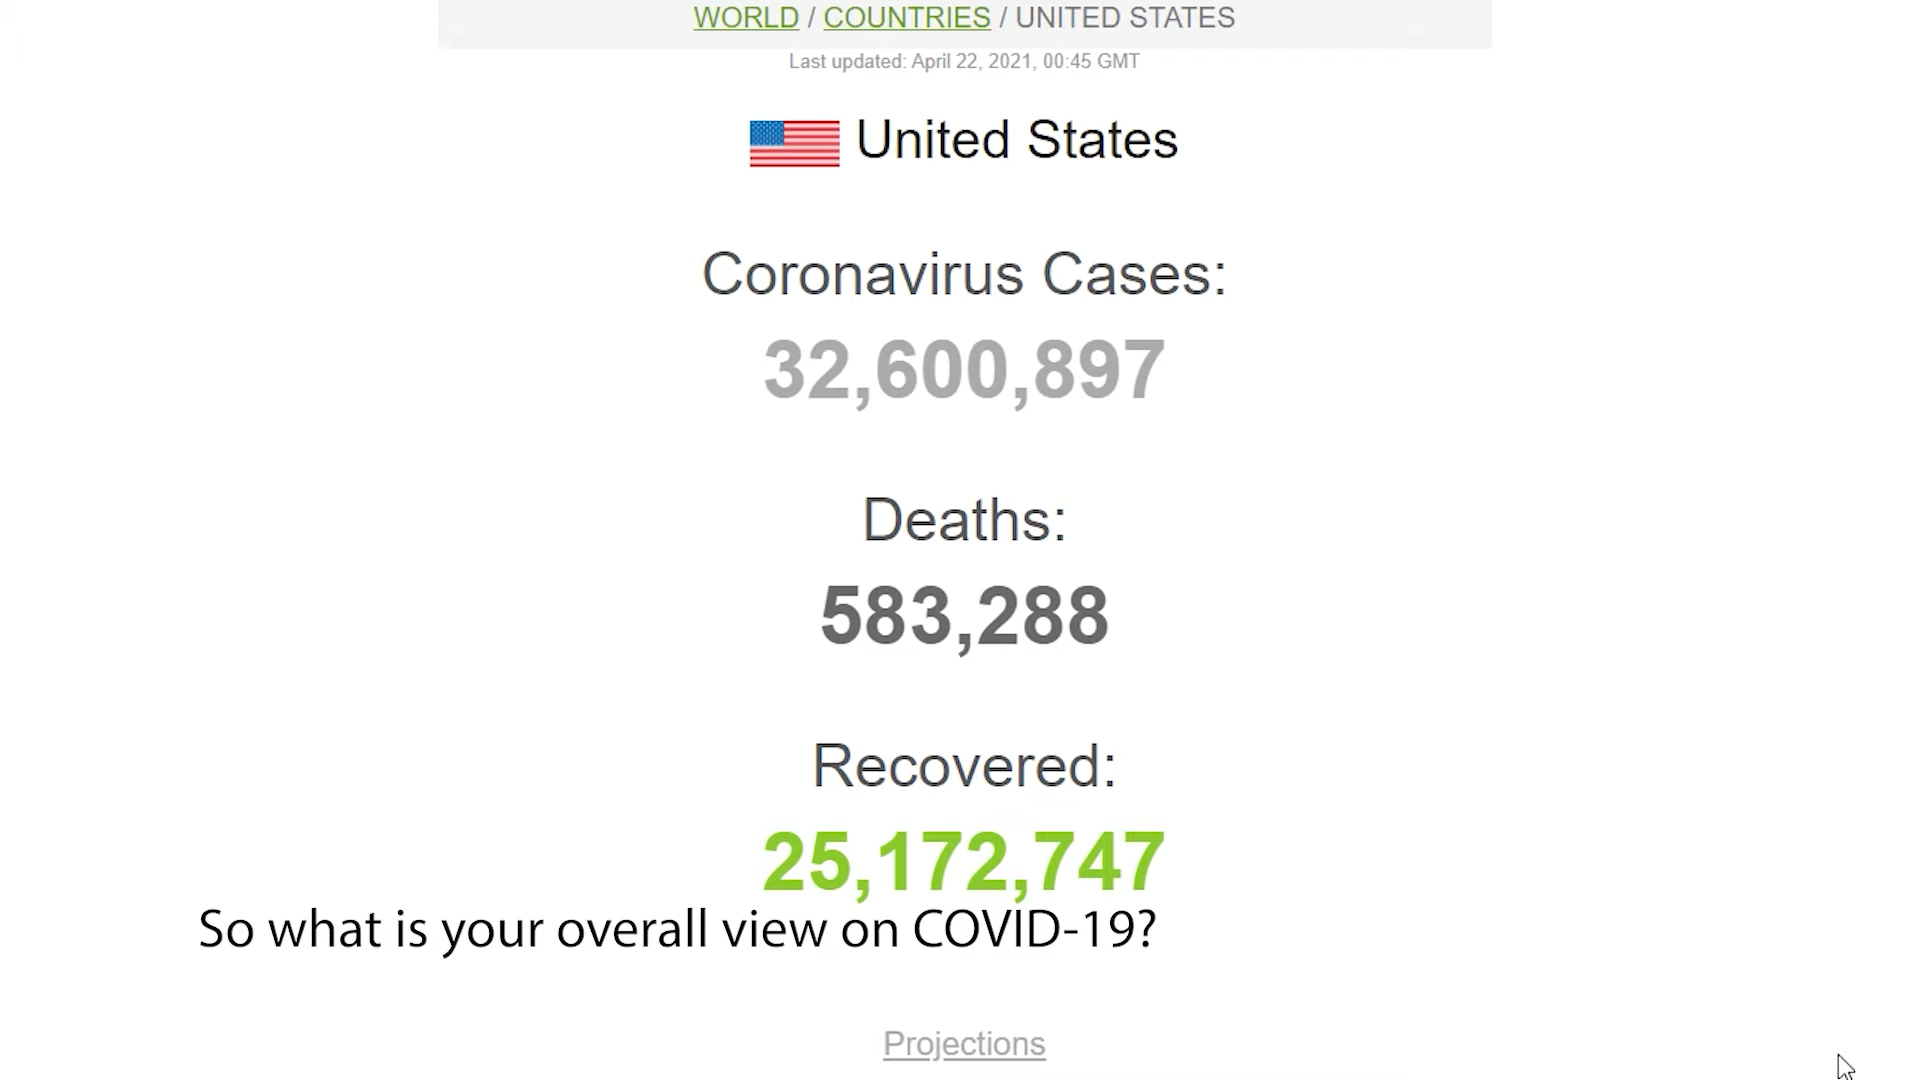 WORLD / COUNTRIES / UNITED STATES
Last updated: April 22, 2021, 00:45 GMT
United States
Coronavirus Cases:
32,600,897
Deaths:
583,288
Recovered:
25,172,747
So what is your overall view on COVID-19?
Projections